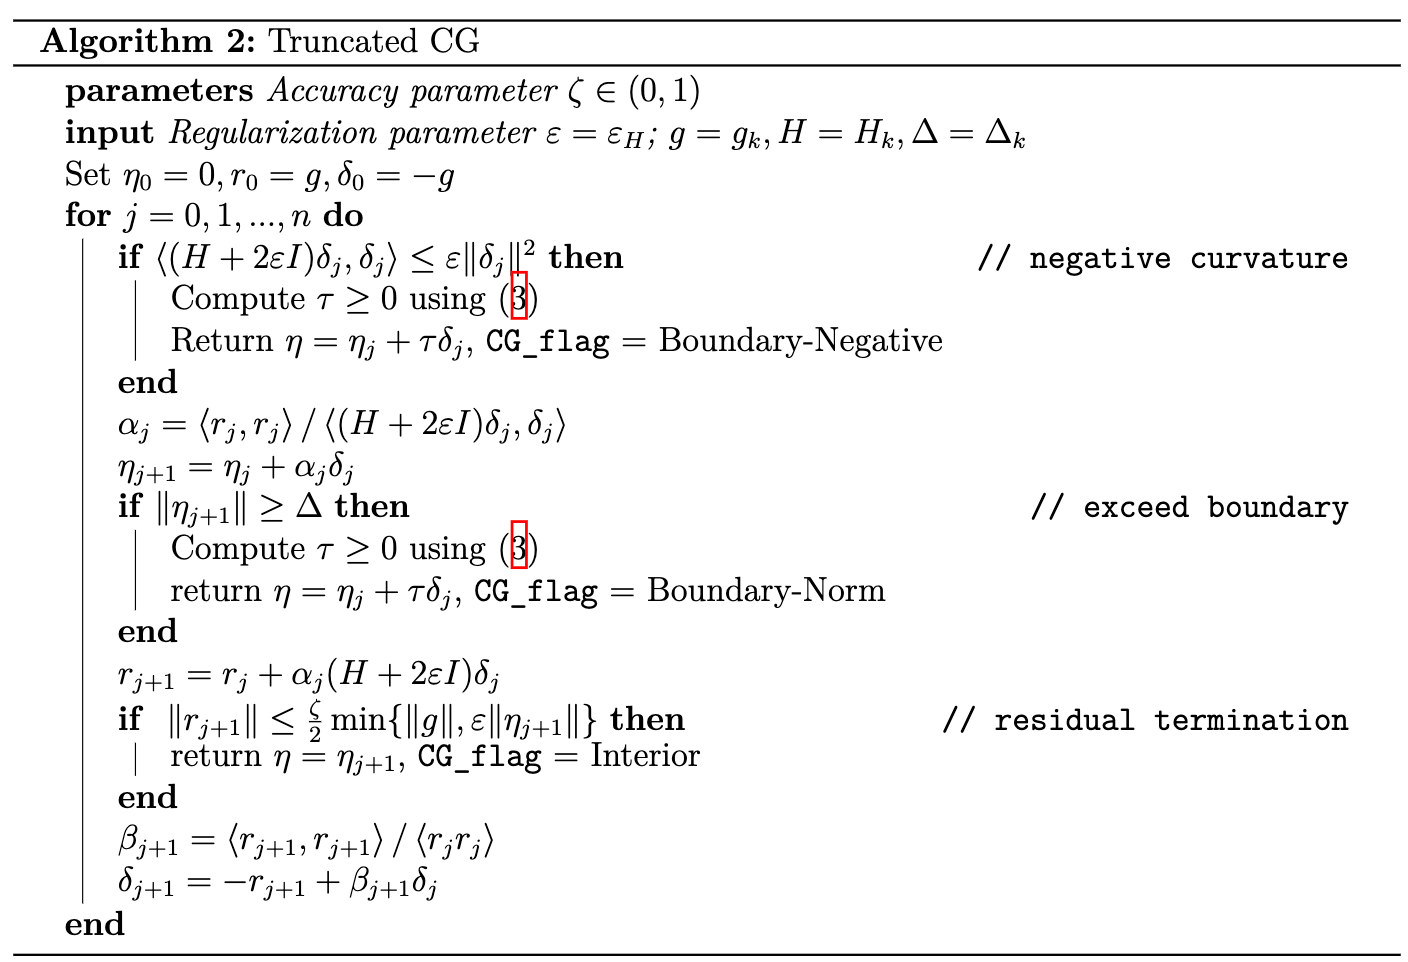 Algorithm 2: Truncated CG
parameters Accuracy parameter ζ ∈ (0, 1)
input Regularization parameter ε = ε_H; g = g_k, H = H_k, Δ = Δ_k
Set η_0 = 0, r_0 = g, δ_0 = −g
for j = 0, 1, ..., n do
if ⟨(H + 2εI)δ_j, δ_j⟩ ≤ ε‖δ_j‖² then // negative curvature
Compute τ ≥ 0 using (3)
Return η = η_j + τδ_j, CG_flag = Boundary-Negative
end
α_j = ⟨r_j, r_j⟩ / ⟨(H + 2εI)δ_j, δ_j⟩
η_{j+1} = η_j + α_jδ_j
if ‖η_{j+1}‖ ≥ Δ then // exceed boundary
Compute τ ≥ 0 using (3)
return η = η_j + τδ_j, CG_flag = Boundary-Norm
end
r_{j+1} = r_j + α_j(H + 2εI)δ_j
if ‖r_{j+1}‖ ≤ ζ/2 min{‖g‖, ε‖η_{j+1}‖} then // residual termination
return η = η_{j+1}, CG_flag = Interior
end
β_{j+1} = ⟨r_{j+1}, r_{j+1}⟩ / ⟨r_jr_j⟩
δ_{j+1} = −r_{j+1} + β_{j+1}δ_j
end